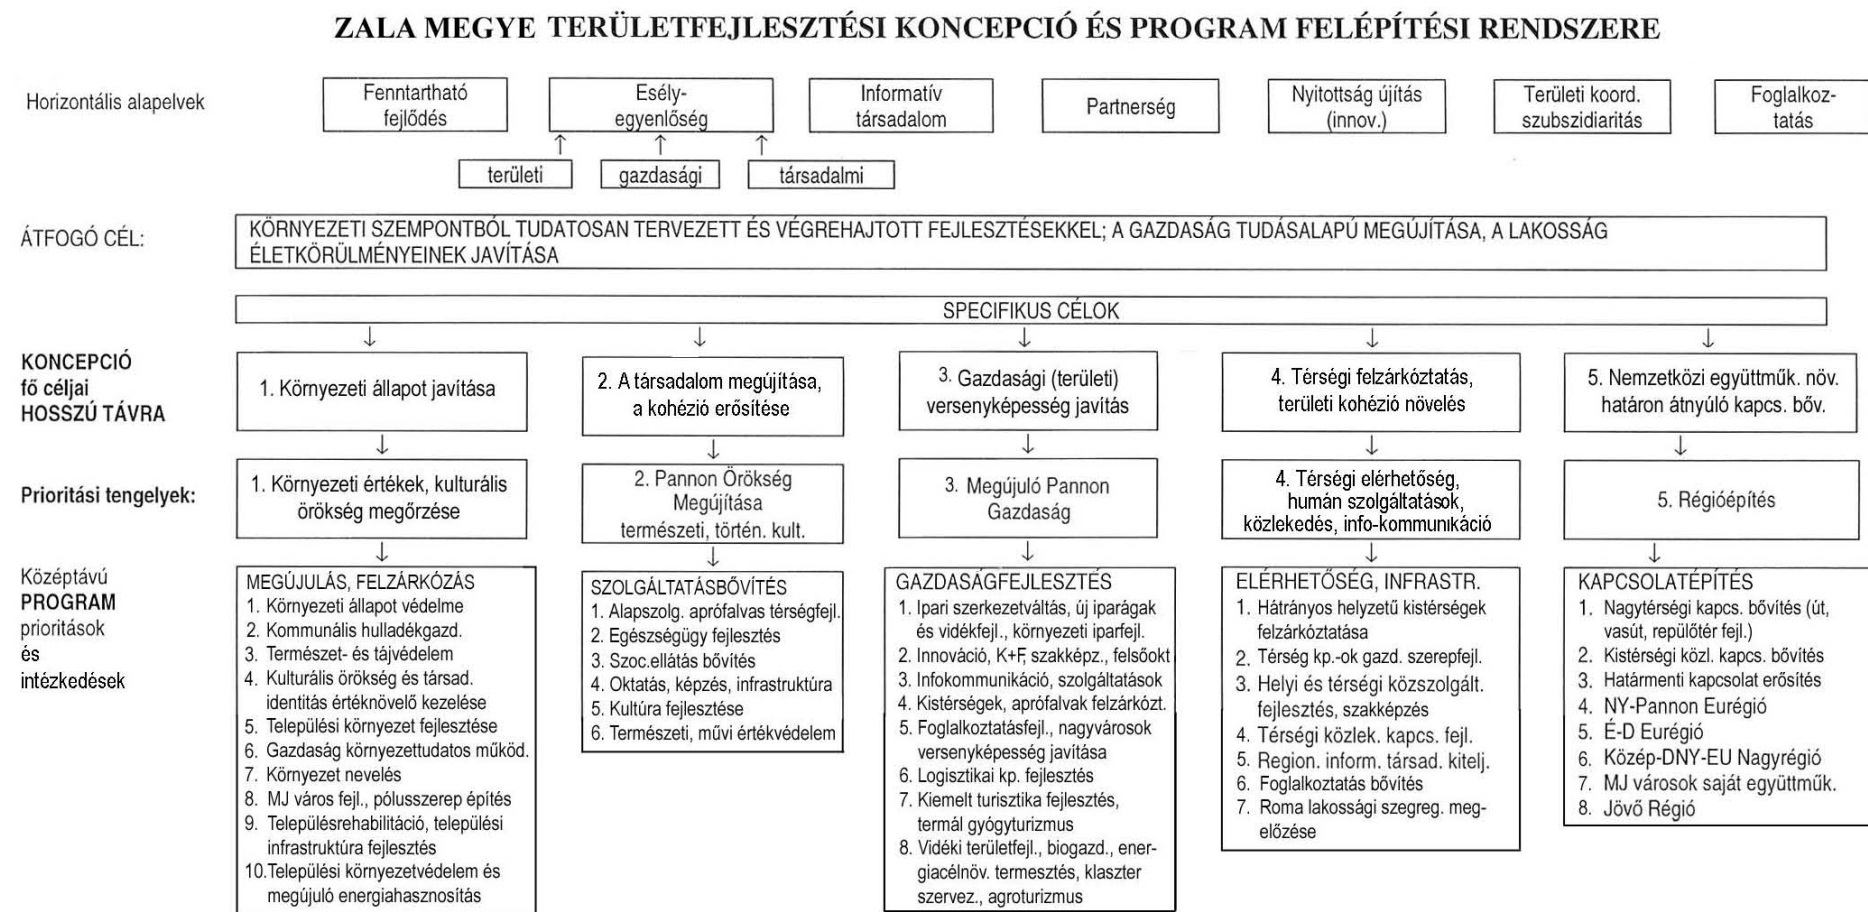 ZALA MEGYE TERÜLETFEJLESZTÉSI KONCEPCIÓ ÉS PROGRAM FELÉPÍTÉSI RENDSZERE
Horizontális alapelvek
Fenntartható
fejlődés
Esély-
egyenlőség
Informatív
társadalom
Partnerség
Nyitottság újítás
(innov.)
Területi koord.
szubszidiaritás
Foglalkoz-
tatás
területi
gazdasági
társadalmi
ÁTFOGÓ CÉL:
KÖRNYEZETI SZEMPONTBÓL TUDATOSAN TERVEZETT ÉS VÉGREHAJTOTT FEJLESZTÉSEKKEL; A GAZDASÁG TUDÁSALAPÚ MEGÚJÍTÁSA, A LAKOSSÁG
ÉLETKÖRÜLMÉNYEINEK JAVÍTÁSA
SPECIFIKUS CÉLOK
KONCEPCIÓ
fő céljai
HOSSZÚ TÁVRA
1. Környezeti állapot javítása
2. A társadalom megújítása,
a kohézió erősítése
3. Gazdasági (területi)
versenyképesség javítás
4. Térségi felzárkóztatás,
területi kohézió növelés
5. Nemzetközi együttműk. növ.
határon átnyúló kapcs. bőv.
Prioritási tengelyek:
1. Környezeti értékek, kulturális
örökség megőrzése
2. Pannon Örökség
Megújítása
természeti, történ. kult.
3. Megújuló Pannon
Gazdaság
4. Térségi elérhetőség,
humán szolgáltatások,
közlekedés, info-kommunikáció
5. Régióépítés
Középtávú
PROGRAM
prioritások
és
intézkedések
MEGÚJULÁS, FELZÁRKÓZÁS
1. Környezeti állapot védelme
2. Kommunális hulladékgazd.
3. Természet- és tájvédelem
4. Kulturális örökség és társad.
identitás értéknövelő kezelése
5. Települési környezet fejlesztése
6. Gazdaság környezettudatos működ.
7. Környezet nevelés
8. MJ város fejl., pólusszerep építés
9. Településrehabilitáció, települési
infrastruktúra fejlesztés
10.Települési környezetvédelem és
megújuló energiahasznosítás
SZOLGÁLTATÁSBŐVÍTÉS
1. Alapszolg. aprófalvas térségfejl.
2. Egészségügy fejlesztés
3. Szoc.ellátás bővítés
4. Oktatás, képzés, infrastruktúra
5. Kultúra fejlesztése
6. Természeti, művi értékvédelem
GAZDASÁGFEJLESZTÉS
1. Ipari szerkezetváltás, új iparágak
és vidékfejl., környezeti iparfejl.
2. Innováció, K+F, szakképz., felsőokt
3. Infokommunikáció, szolgáltatások
4. Kistérségek, aprófalvak felzárkózt.
5. Foglalkoztatásfejl., nagyvárosok
versenyképesség javítása
6. Logisztikai kp. fejlesztés
7. Kiemelt turisztika fejlesztés,
termál gyógyturizmus
8. Vidéki területfejl., biogazd., ener-
giacélnöv. termesztés, klaszter
szervez., agroturizmus
ELÉRHETŐSÉG, INFRASTR.
1. Hátrányos helyzetű kistérségek
felzárkóztatása
2. Térség kp.-ok gazd. szerepfejl.
3. Helyi és térségi közszolgált.
fejlesztés, szakképzés
4. Térségi közlek. kapcs. fejl.
5. Region. inform. társad. kitelj.
6. Foglalkoztatás bővítés
7. Roma lakossági szegreg. meg-
előzése
KAPCSOLATÉPÍTÉS
1. Nagytérségi kapcs. bővítés (út,
vasút, repülőtér fejl.)
2. Kistérségi közl. kapcs. bővítés
3. Határmenti kapcsolat erősítés
4. NY-Pannon Eurégió
5. É-D Eurégió
6. Közép-DNY-EU Nagyrégió
7. MJ városok saját együttműk.
8. Jövő Régió